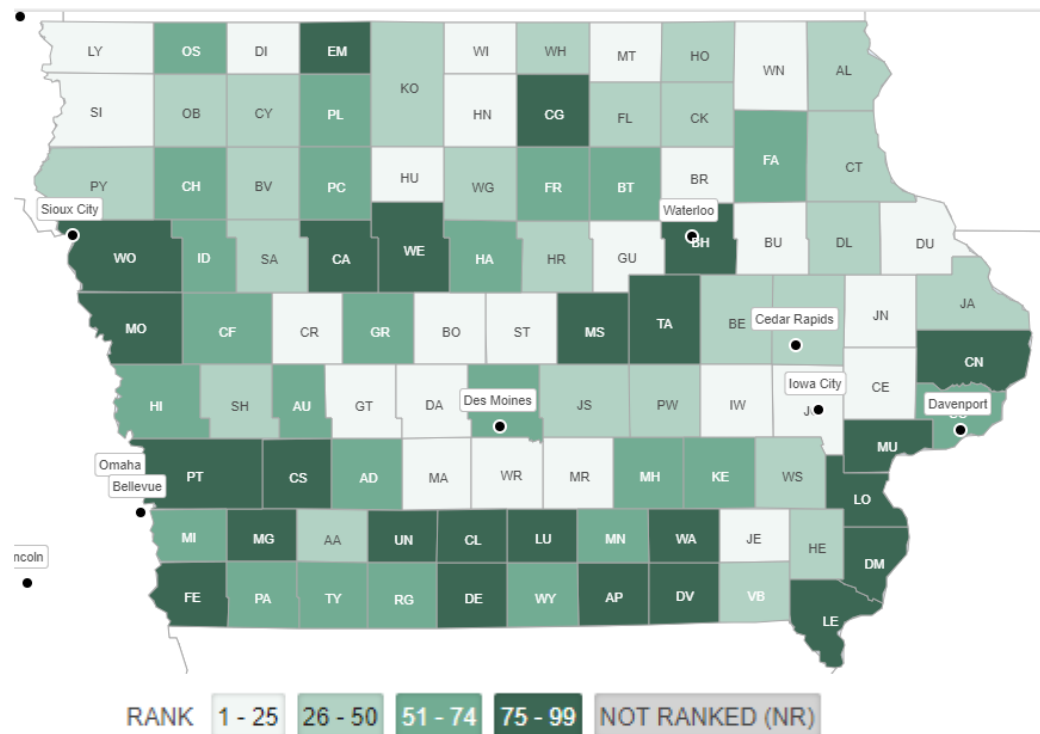 LY OS DI EM WI WH MT HO WN AL
KO
SI OB CY PL HN CG FL CK
FA CT
PY CH BV PC HU WG FR BT BR
Sioux City Waterloo
WO ID SA CA WE HA HR GU BH BU DL DU
JA
MO CF CR GR BO ST MS TA BE JN
Cedar Rapids
CN
HI SH AU GT DA JS PW IW CE
Des Moines Iowa City Davenport
MU
Omaha PT CS AD MA WR MR MH KE WS
Bellevue
LO
MI MG AA UN CL LU MN WA JE HE
ncoln DM
FE PA TY RG DE WY AP DV VB
LE
RANK 1 - 25 26 - 50 51 - 74 75 - 99 NOT RANKED (NR)